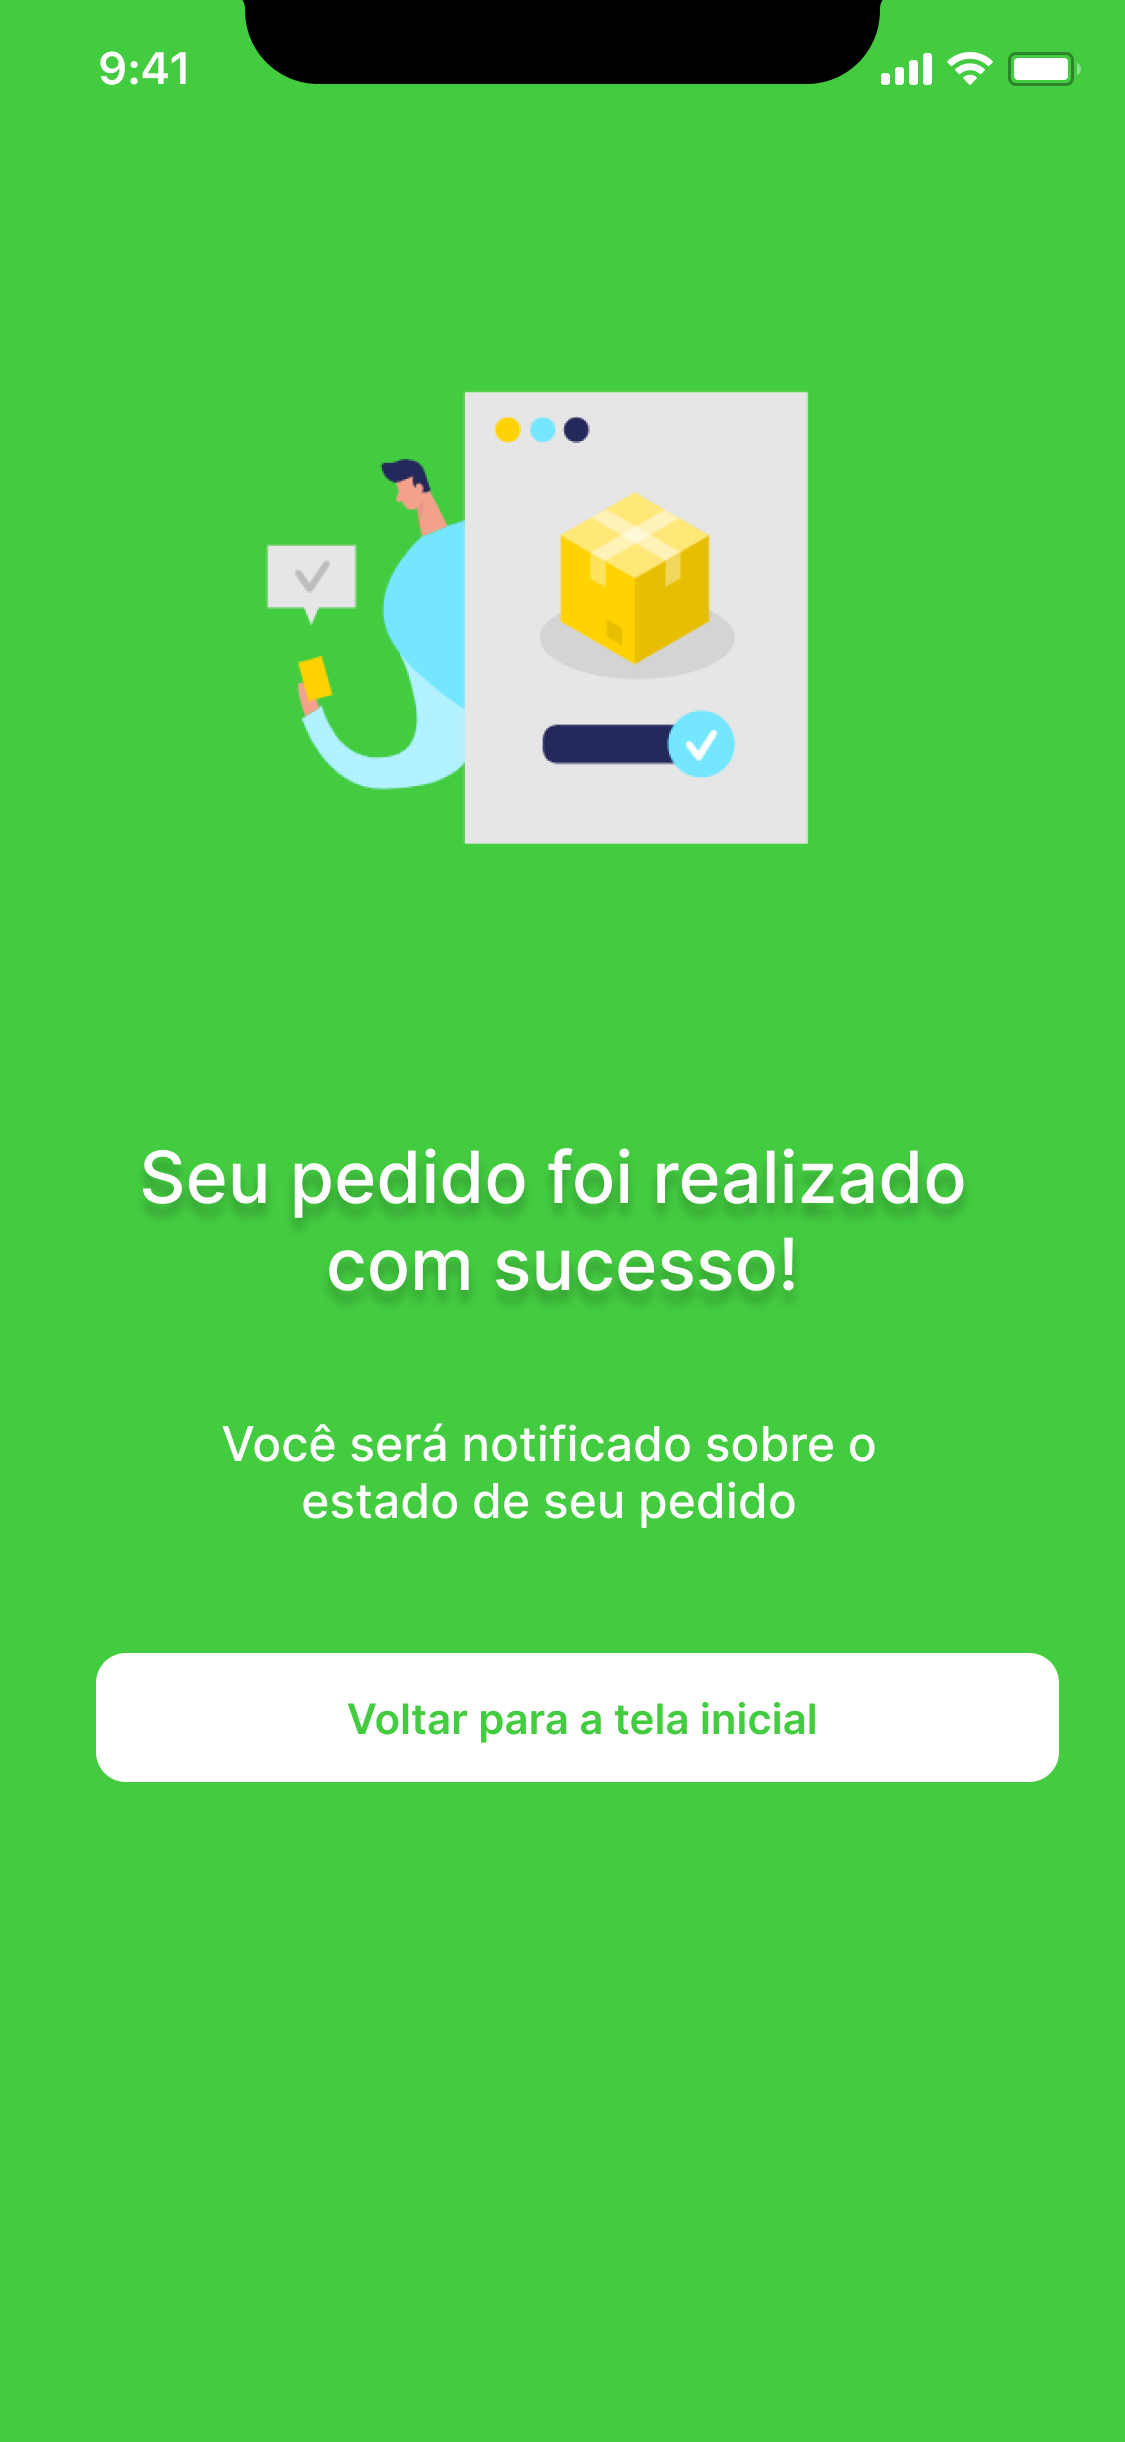 9:41
Seu pedido foi realizado
com sucesso!
Você será notificado sobre o
estado de seu pedido
Voltar para a tela inicial